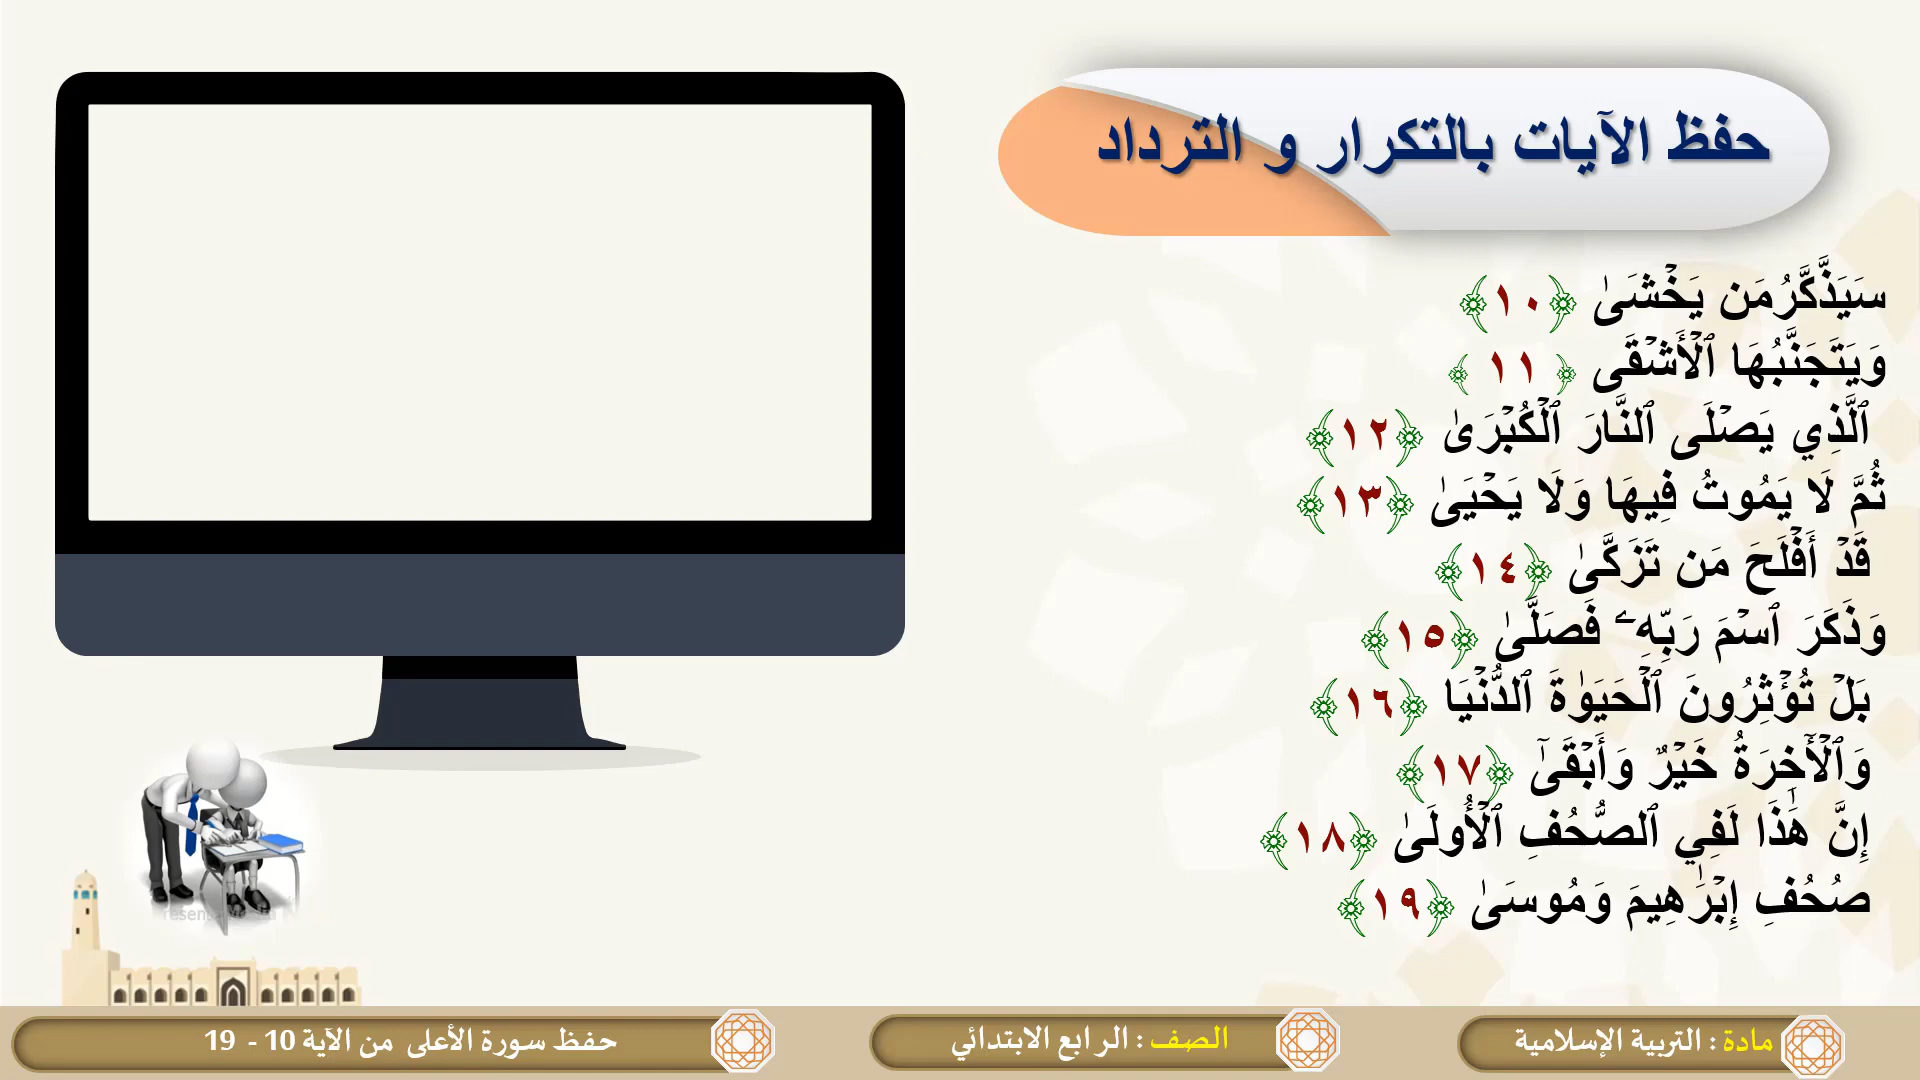 حفظ الآيات بالتكرار و الترداد
سَيَذَّكَّرُ مَن يَخۡشَىٰ ﴿١٠﴾
وَيَتَجَنَّبُهَا ٱلۡأَشۡقَى ﴿١١﴾
ٱلَّذِي يَصۡلَى ٱلنَّارَ ٱلۡكُبۡرَىٰ ﴿١٢﴾
ثُمَّ لَا يَمُوتُ فِيهَا وَلَا يَحۡيَىٰ ﴿١٣﴾
قَدۡ أَفۡلَحَ مَن تَزَكَّىٰ ﴿١٤﴾
وَذَكَرَ ٱسۡمَ رَبِّهِۦ فَصَلَّىٰ ﴿١٥﴾
بَلۡ تُؤۡثِرُونَ ٱلۡحَيَوٰةَ ٱلدُّنۡيَا ﴿١٦﴾
وَٱلۡأٓخِرَةُ خَيۡرٌ وَأَبۡقَىٰٓ ﴿١٧﴾
إِنَّ هَٰذَا لَفِي ٱلصُّحُفِ ٱلۡأُولَىٰ ﴿١٨﴾
صُحُفِ إِبۡرَٰهِيمَ وَمُوسَىٰ ﴿١٩﴾
مادة : التربية الإسلامية
الصف : الرابع الابتدائي
حفظ سورة الأعلى من الآية 10 - 19